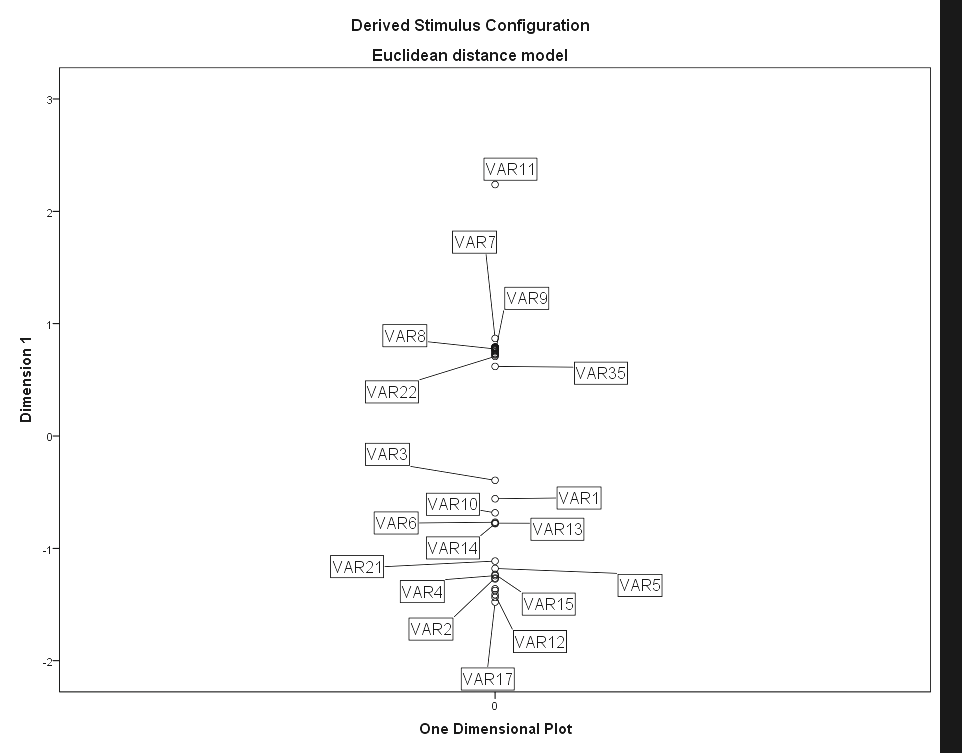 Derived Stimulus Configuration
Euclidean distance model
3
VAR11
2
VAR7
VAR9
1
VAR8
VAR35
VAR22
Dimension 1
0
VAR3
VAR1
VAR10
VAR6
VAR13
VAR14
-1
VAR21
VAR5
VAR4
VAR15
VAR2
VAR12
-2
VAR17
0
One Dimensional Plot